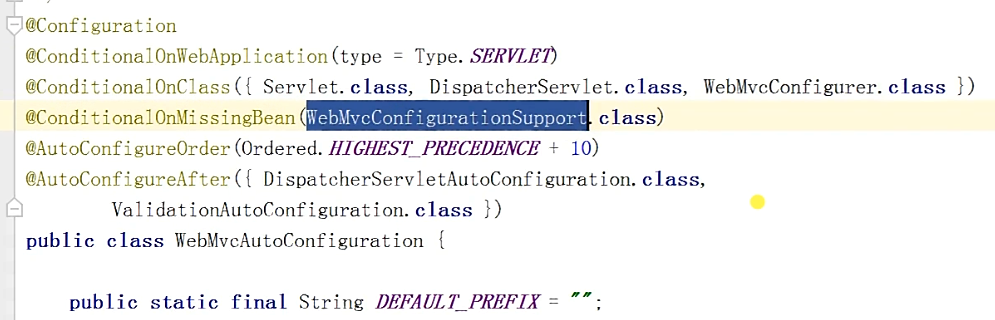 @Configuration
@ConditionalOnWebApplication(type = Type.SERVLET)
@ConditionalOnClass({ Servlet.class, DispatcherServlet.class, WebMvcConfigurer.class })
@ConditionalOnMissingBean(WebMvcConfigurationSupport.class)
@AutoConfigureOrder(Ordered.HIGHEST_PRECEDENCE + 10)
@AutoConfigureAfter({ DispatcherServletAutoConfiguration.class,
ValidationAutoConfiguration.class })
public class WebMvcAutoConfiguration {
public static final String DEFAULT_PREFIX = "";